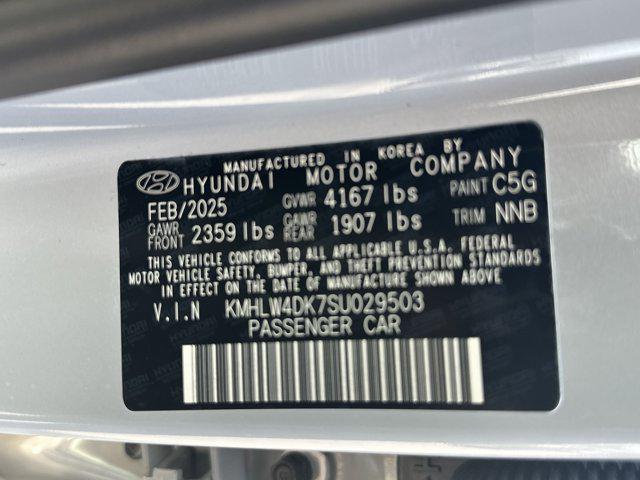 MANUFACTURED IN KOREA BY
HYUNDAI MOTOR COMPANY
FEB/2025 GVWR 4167 lbs PAINT C5G
GAWR FRONT 2359 lbs GAWR REAR 1907 lbs TRIM NNB
THIS VEHICLE CONFORMS TO ALL APPLICABLE U.S.A. FEDERAL
MOTOR VEHICLE SAFETY, BUMPER, AND THEFT PREVENTION STANDARDS
IN EFFECT ON THE DATE OF MANUFACTURE SHOWN ABOVE
V.I.N KMHLW4DK7SU029503
PASSENGER CAR